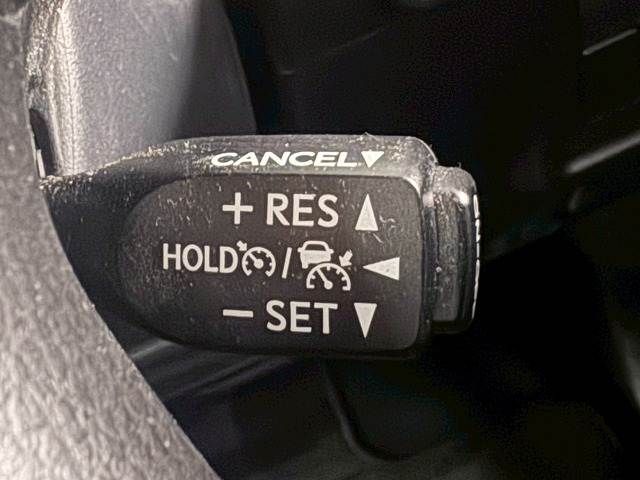 CANCEL▼
+ RES ▲
HOLD / ◀
− SET ▼